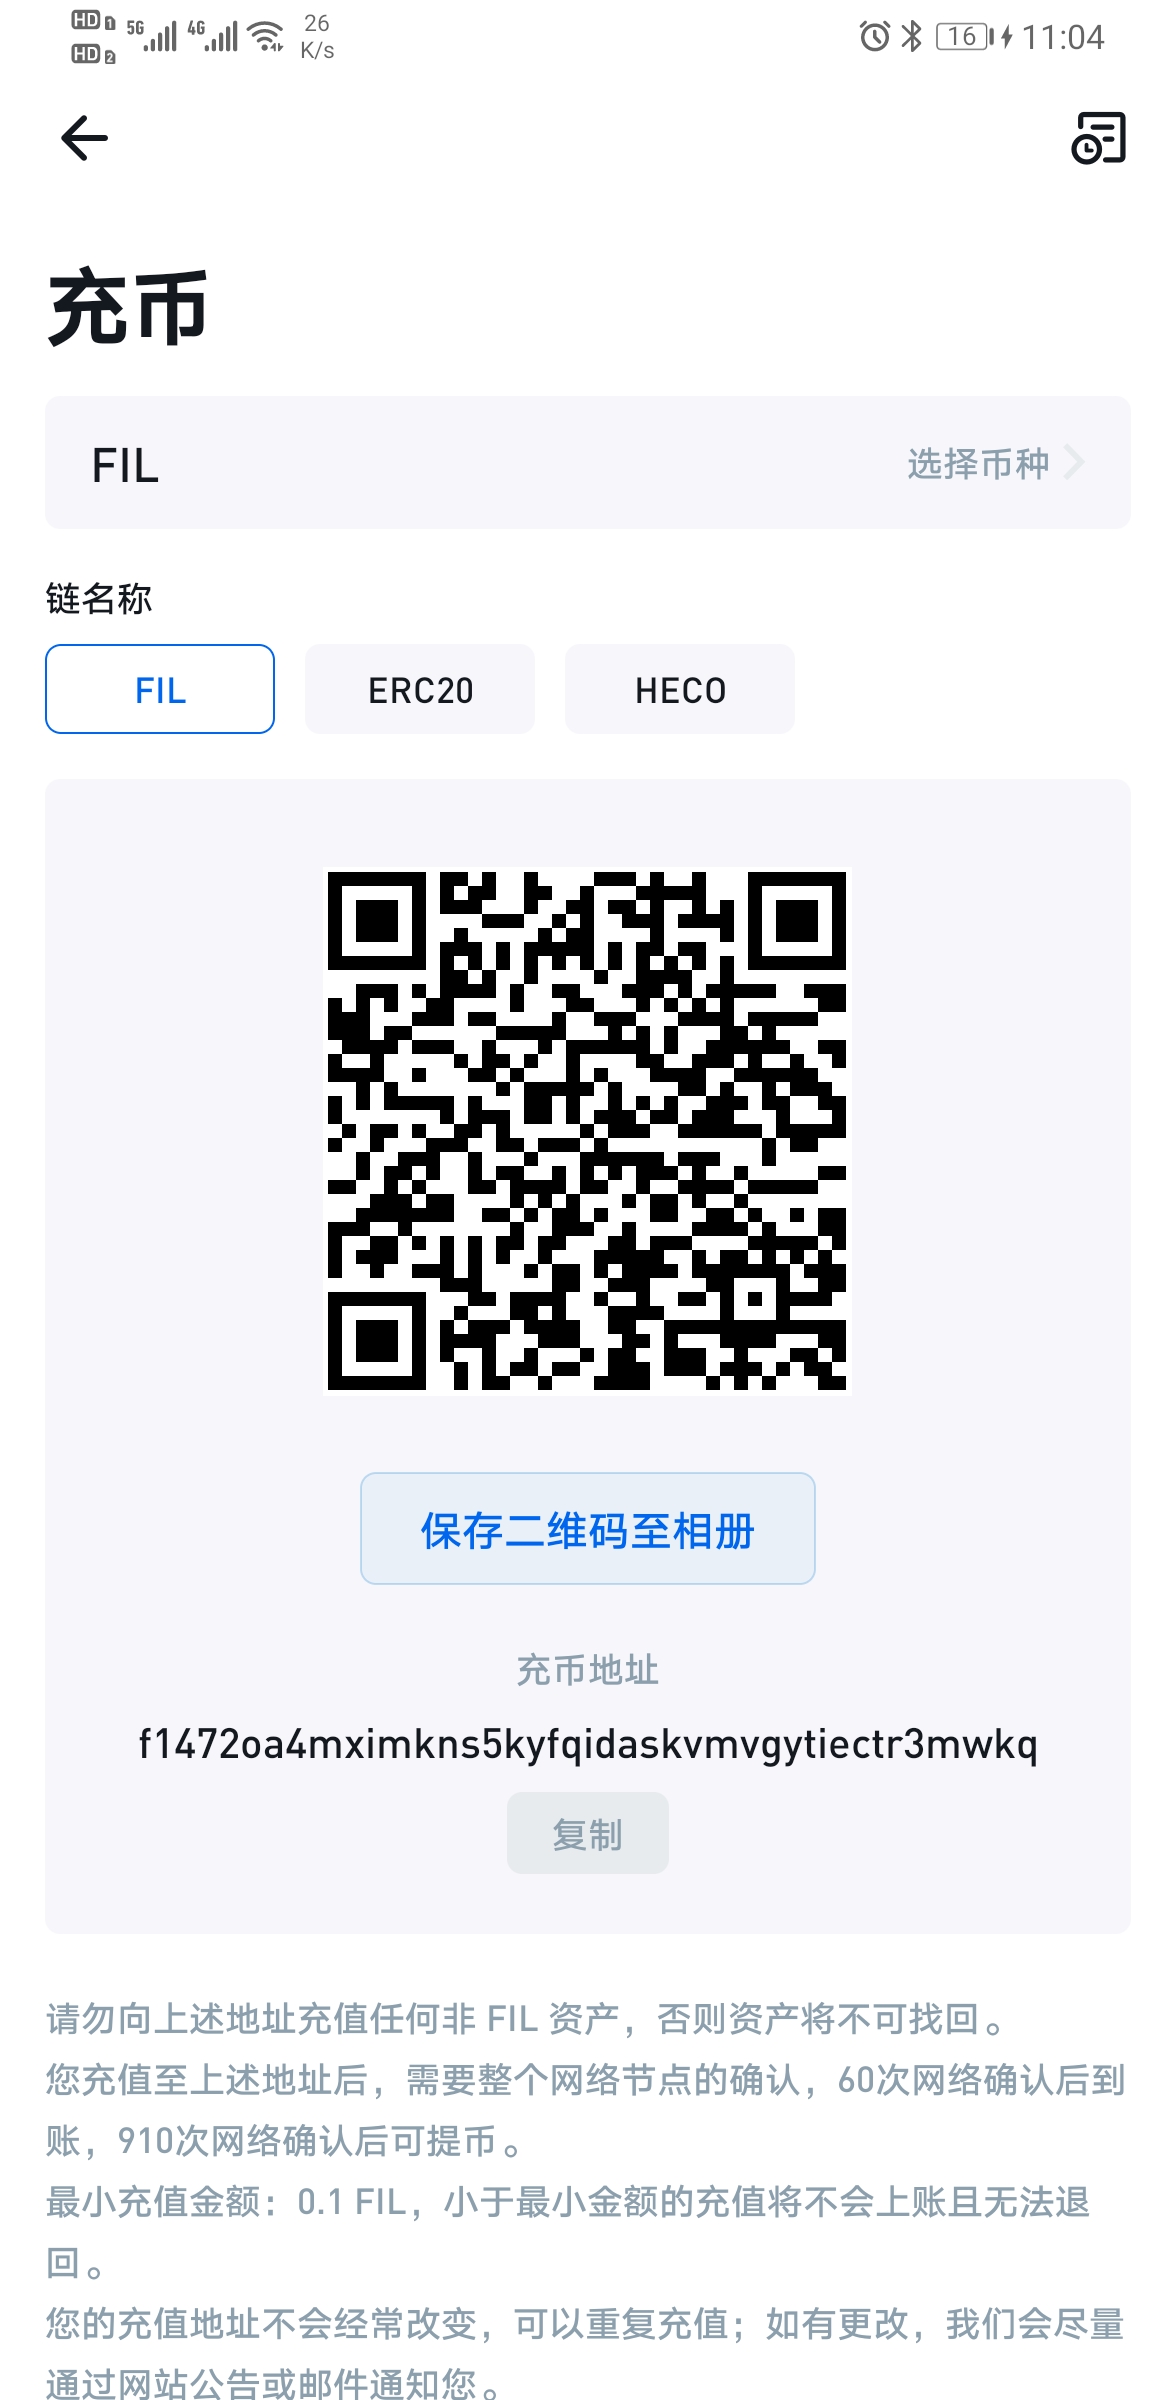 HD 1 5G 4G 26 K/s 16 11:04
HD 2
充币
FIL 选择币种
链名称
FIL ERC20 HECO
保存二维码至相册
充币地址
f1472oa4mximkns5kyfqidaskvmvgytiectr3mwkq
复制
请勿向上述地址充值任何非 FIL 资产，否则资产将不可找回。
您充值至上述地址后，需要整个网络节点的确认，60次网络确认后到
账，910次网络确认后可提币。
最小充值金额：0.1 FIL，小于最小金额的充值将不会上账且无法退
回。
您的充值地址不会经常改变，可以重复充值；如有更改，我们会尽量
通过网站公告或邮件通知您。